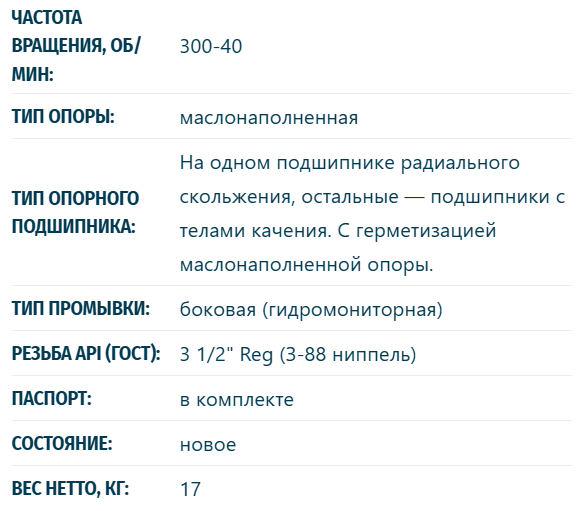 ЧАСТОТА
ВРАЩЕНИЯ, ОБ/
МИН:
300-40
ТИП ОПОРЫ:
маслонаполненная
ТИП ОПОРНОГО
ПОДШИПНИКА:
На одном подшипнике радиального
скольжения, остальные — подшипники с
телами качения. С герметизацией
маслонаполненной опоры.
ТИП ПРОМЫВКИ:
боковая (гидромониторная)
РЕЗЬБА API (ГОСТ):
3 1/2" Reg (3-88 ниппель)
ПАСПОРТ:
в комплекте
СОСТОЯНИЕ:
новое
ВЕС НЕТТО, КГ:
17